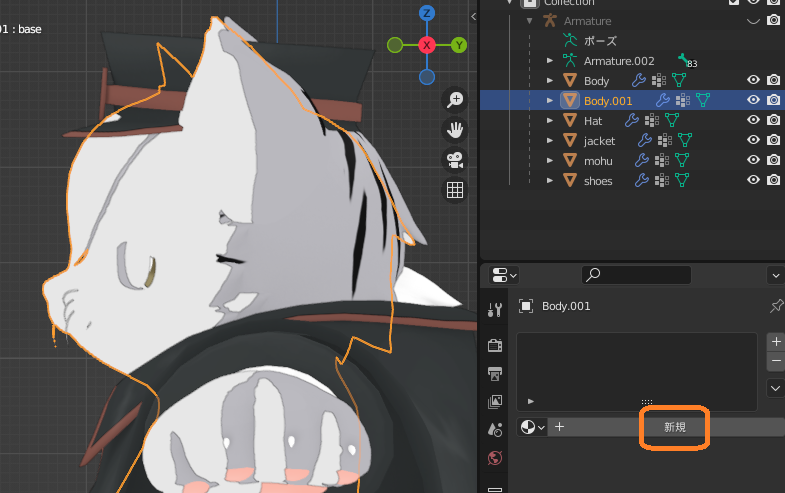 01 : base
Collection
Armature
ポーズ
Armature.002
83
Body
Body.001
Hat
jacket
mohu
shoes
Z
X
Y
Body.001
新規